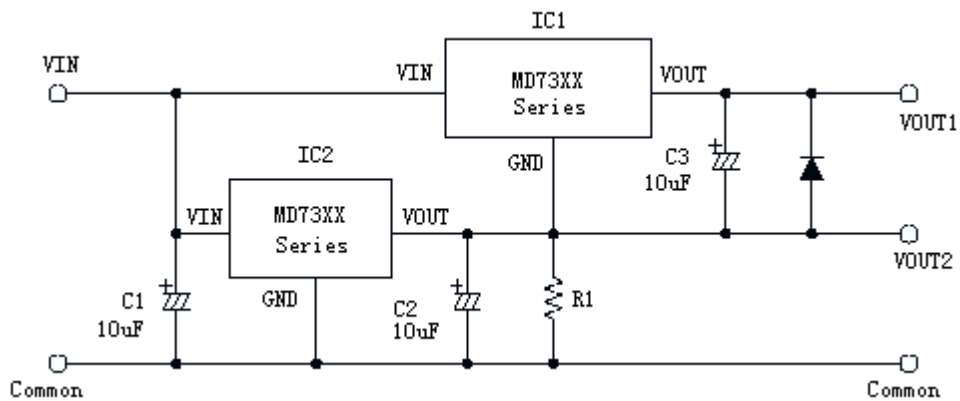 IC1
VIN
VIN
MD73XX
Series
VOUT
VOUT1
GND
C3
10uF
+
IC2
VIN
MD73XX
Series
VOUT
VOUT2
GND
C1
10uF
+
C2
10uF
+
R1
Common
Common